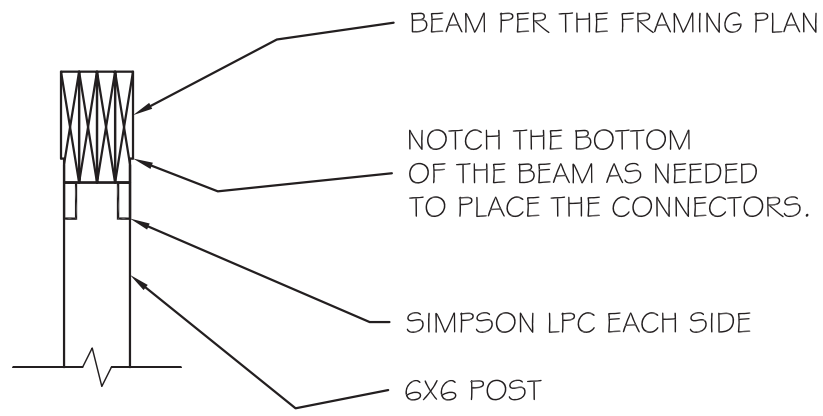 BEAM PER THE FRAMING PLAN
NOTCH THE BOTTOM
OF THE BEAM AS NEEDED
TO PLACE THE CONNECTORS.
SIMPSON LPC EACH SIDE
6X6 POST